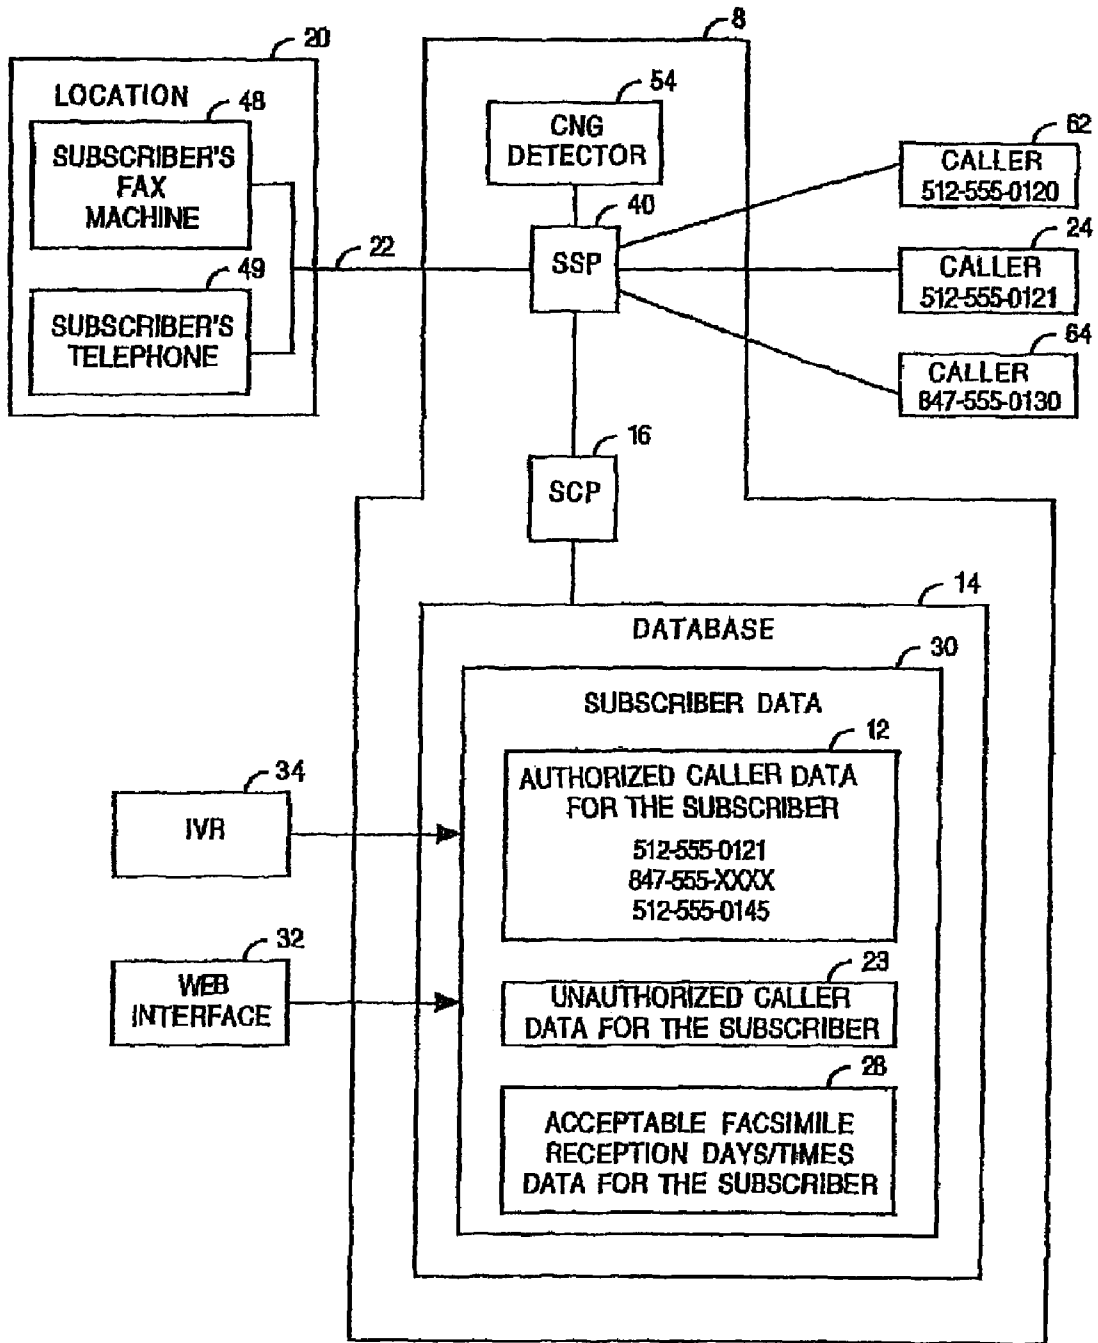 8
20
LOCATION
48
SUBSCRIBER'S
FAX
MACHINE
49
SUBSCRIBER'S
TELEPHONE
22
54
CNG
DETECTOR
40
SSP
62
CALLER
512-555-0120
24
CALLER
512-555-0121
64
CALLER
847-555-0130
16
SCP
14
DATABASE
30
SUBSCRIBER DATA
12
AUTHORIZED CALLER DATA
FOR THE SUBSCRIBER
512-555-0121
847-555-XXXX
512-555-0145
34
IVR
32
WEB
INTERFACE
23
UNAUTHORIZED CALLER
DATA FOR THE SUBSCRIBER
28
ACCEPTABLE FACSIMILE
RECEPTION DAYS/TIMES
DATA FOR THE SUBSCRIBER